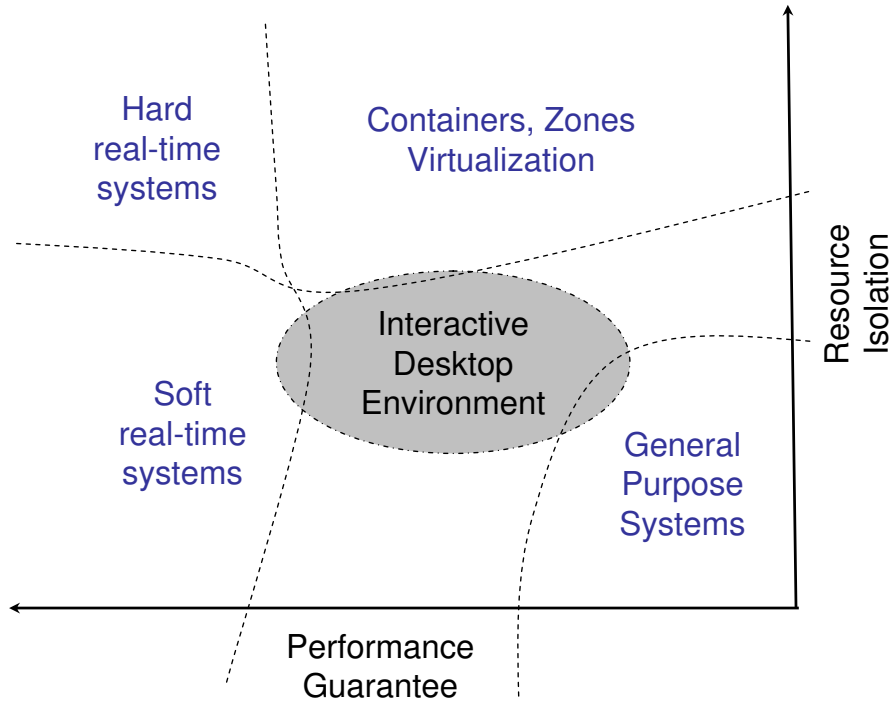 Hard
real-time
systems
Containers, Zones
Virtualization
Resource
Isolation
Interactive
Desktop
Environment
Soft
real-time
systems
General
Purpose
Systems
Performance
Guarantee